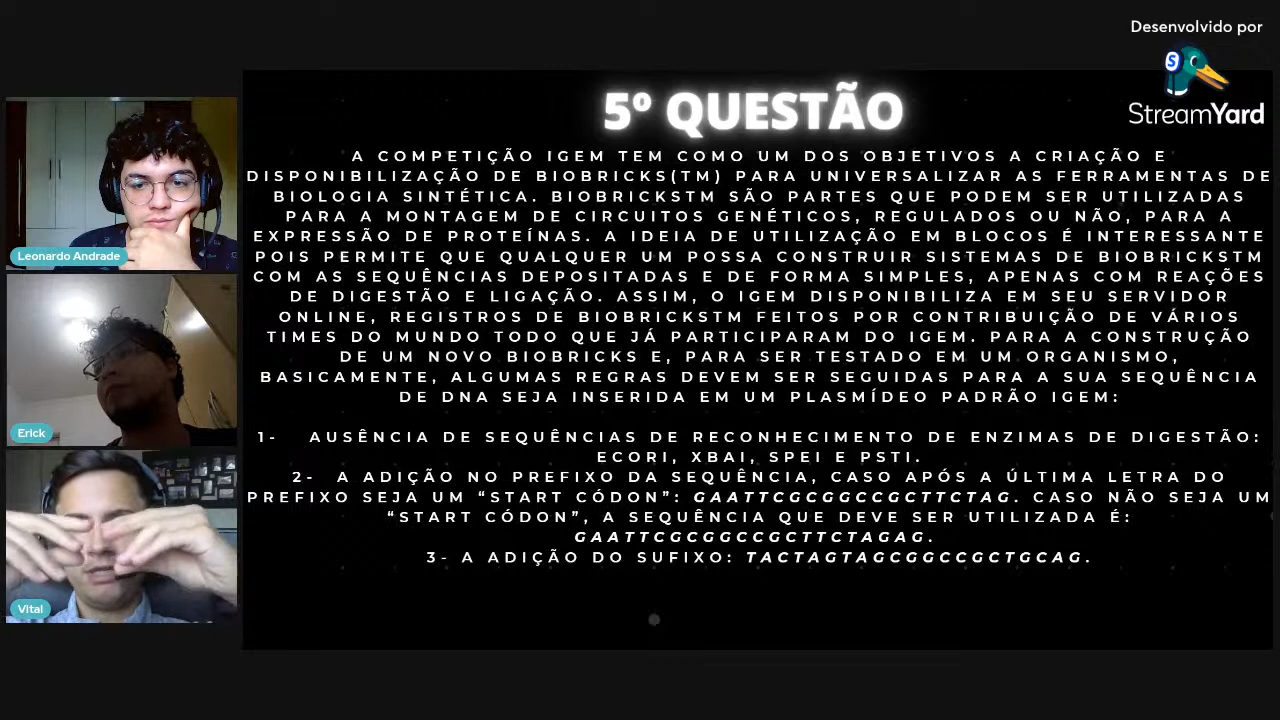 Desenvolvido por
StreamYard
5º QUESTÃO
A COMPETIÇÃO IGEM TEM COMO UM DOS OBJETIVOS A CRIAÇÃO E
DISPONIBILIZAÇÃO DE BIOBRICKS(TM) PARA UNIVERSALIZAR AS FERRAMENTAS DE
BIOLOGIA SINTÉTICA. BIOBRICKSTM SÃO PARTES QUE PODEM SER UTILIZADAS
PARA A MONTAGEM DE CIRCUITOS GENÉTICOS, REGULADOS OU NÃO, PARA A
EXPRESSÃO DE PROTEÍNAS. A IDEIA DE UTILIZAÇÃO EM BLOCOS É INTERESSANTE
POIS PERMITE QUE QUALQUER UM POSSA CONSTRUIR SISTEMAS DE BIOBRICKSTM
COM AS SEQUÊNCIAS DEPOSITADAS E DE FORMA SIMPLES, APENAS COM REAÇÕES
DE DIGESTÃO E LIGAÇÃO. ASSIM, O IGEM DISPONIBILIZA EM SEU SERVIDOR
ONLINE, REGISTROS DE BIOBRICKSTM FEITOS POR CONTRIBUIÇÃO DE VÁRIOS
TIMES DO MUNDO TODO QUE JÁ PARTICIPARAM DO IGEM. PARA A CONSTRUÇÃO
DE UM NOVO BIOBRICKS E, PARA SER TESTADO EM UM ORGANISMO,
BASICAMENTE, ALGUMAS REGRAS DEVEM SER SEGUIDAS PARA A SUA SEQUÊNCIA
DE DNA SEJA INSERIDA EM UM PLASMÍDEO PADRÃO IGEM:
1- AUSÊNCIA DE SEQUÊNCIAS DE RECONHECIMENTO DE ENZIMAS DE DIGESTÃO:
ECORI, XBAI, SPEI E PSTI.
2- A ADIÇÃO NO PREFIXO DA SEQUÊNCIA, CASO APÓS A ÚLTIMA LETRA DO
PREFIXO SEJA UM “START CÓDON”: GAATTCGCGGCCGCTTCTAG. CASO NÃO SEJA UM
“START CÓDON”, A SEQUÊNCIA QUE DEVE SER UTILIZADA É:
GAATTCGCGGCCGCTTCTAGAG.
3- A ADIÇÃO DO SUFIXO: TACTAGTAGCGGCCGCTGCAG.
Leonardo Andrade
Erick
Vital